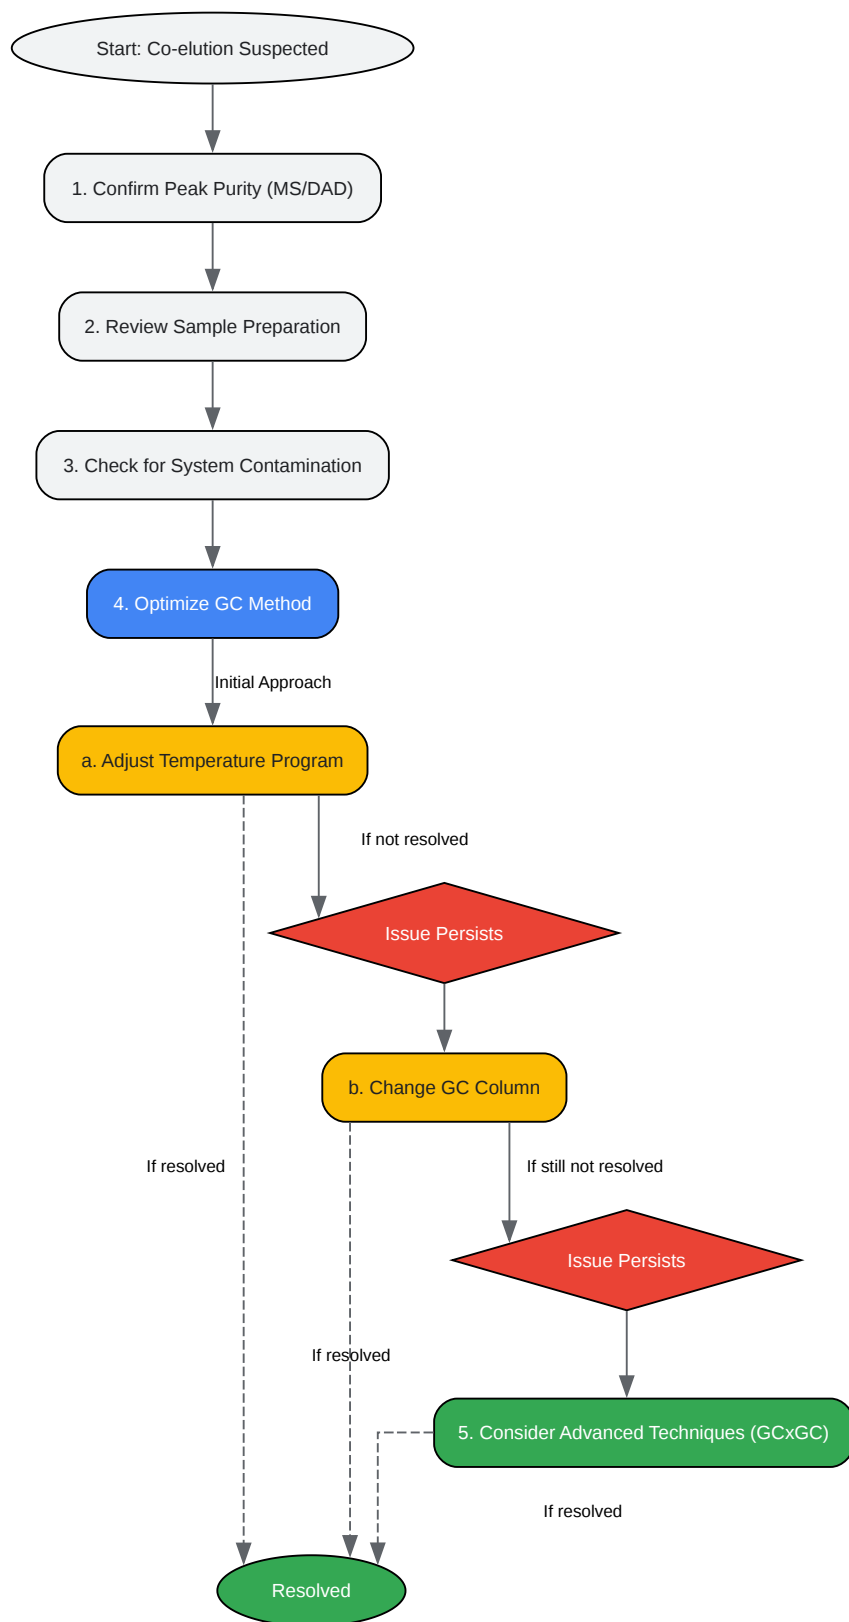 Start: Co-elution Suspected
1. Confirm Peak Purity (MS/DAD)
2. Review Sample Preparation
3. Check for System Contamination
4. Optimize GC Method
Initial Approach
a. Adjust Temperature Program
If not resolved
Issue Persists
b. Change GC Column
If resolved
If still not resolved
Issue Persists
If resolved
5. Consider Advanced Techniques (GCxGC)
If resolved
Resolved